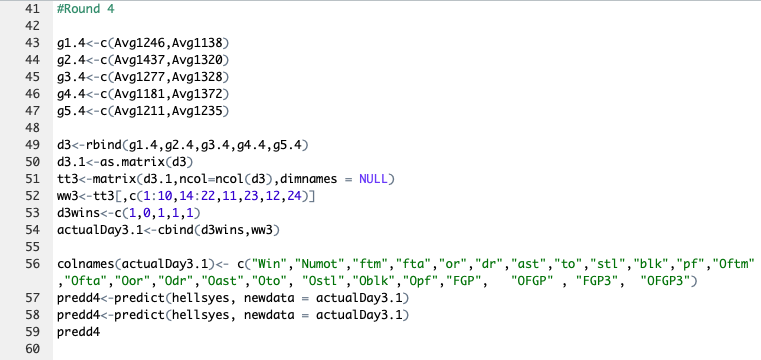 41 #Round 4
42
43 g1.4<-c(Avg1246,Avg1138)
44 g2.4<-c(Avg1437,Avg1320)
45 g3.4<-c(Avg1277,Avg1328)
46 g4.4<-c(Avg1181,Avg1372)
47 g5.4<-c(Avg1211,Avg1235)
48
49 d3<-rbind(g1.4,g2.4,g3.4,g4.4,g5.4)
50 d3.1<-as.matrix(d3)
51 tt3<-matrix(d3.1,ncol=ncol(d3),dimnames = NULL)
52 ww3<-tt3[,c(1:10,14:22,11,23,12,24)]
53 d3wins<-c(1,0,1,1,1)
54 actualDay3.1<-cbind(d3wins,ww3)
55
56 colnames(actualDay3.1)<- c("Win","Numot","ftm","fta","or","dr","ast","to","stl","blk","pf","Oftm"
,"Ofta","Oor","Odr","Oast","Oto", "Ostl","Oblk","Opf","FGP",   "OFGP" , "FGP3",  "OFGP3")
57 predd4<-predict(hellsyes, newdata = actualDay3.1)
58 predd4<-predict(hellsyes, newdata = actualDay3.1)
59 predd4
60